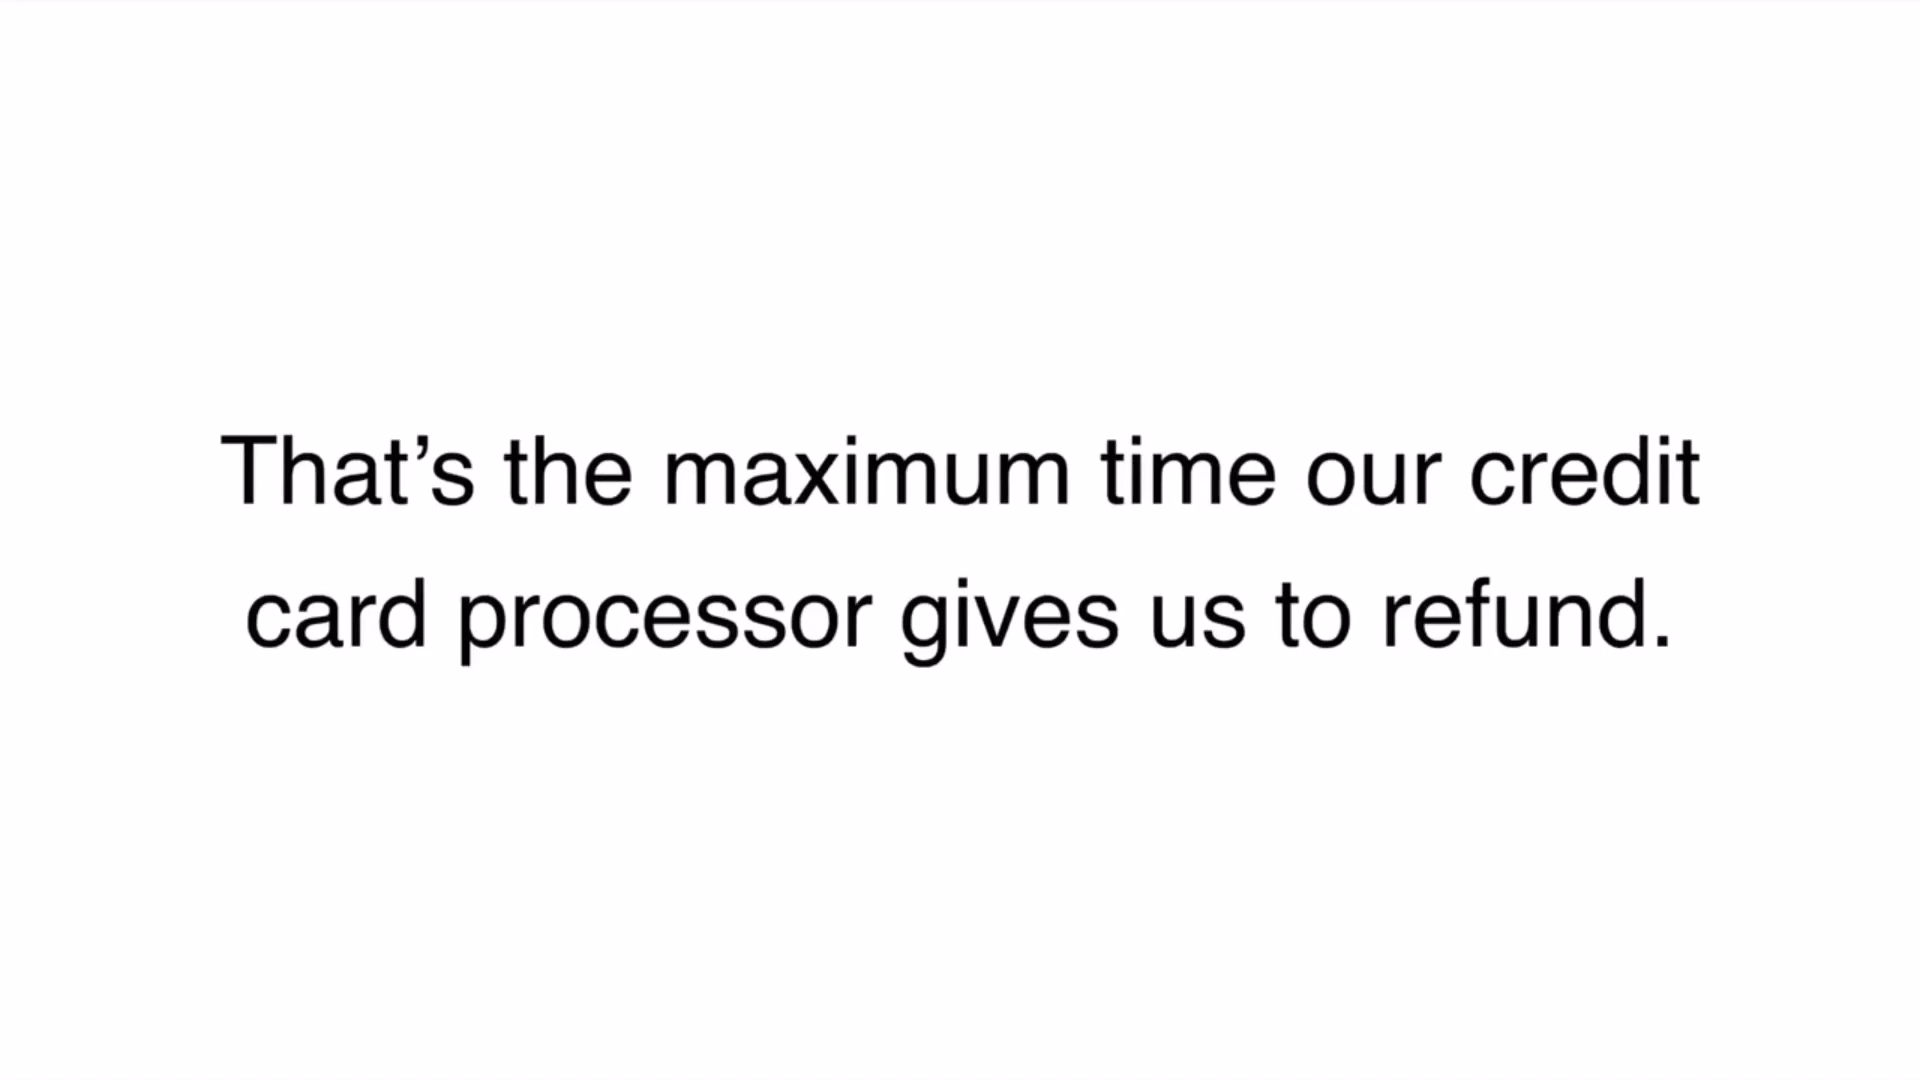 That’s the maximum time our credit
card processor gives us to refund.